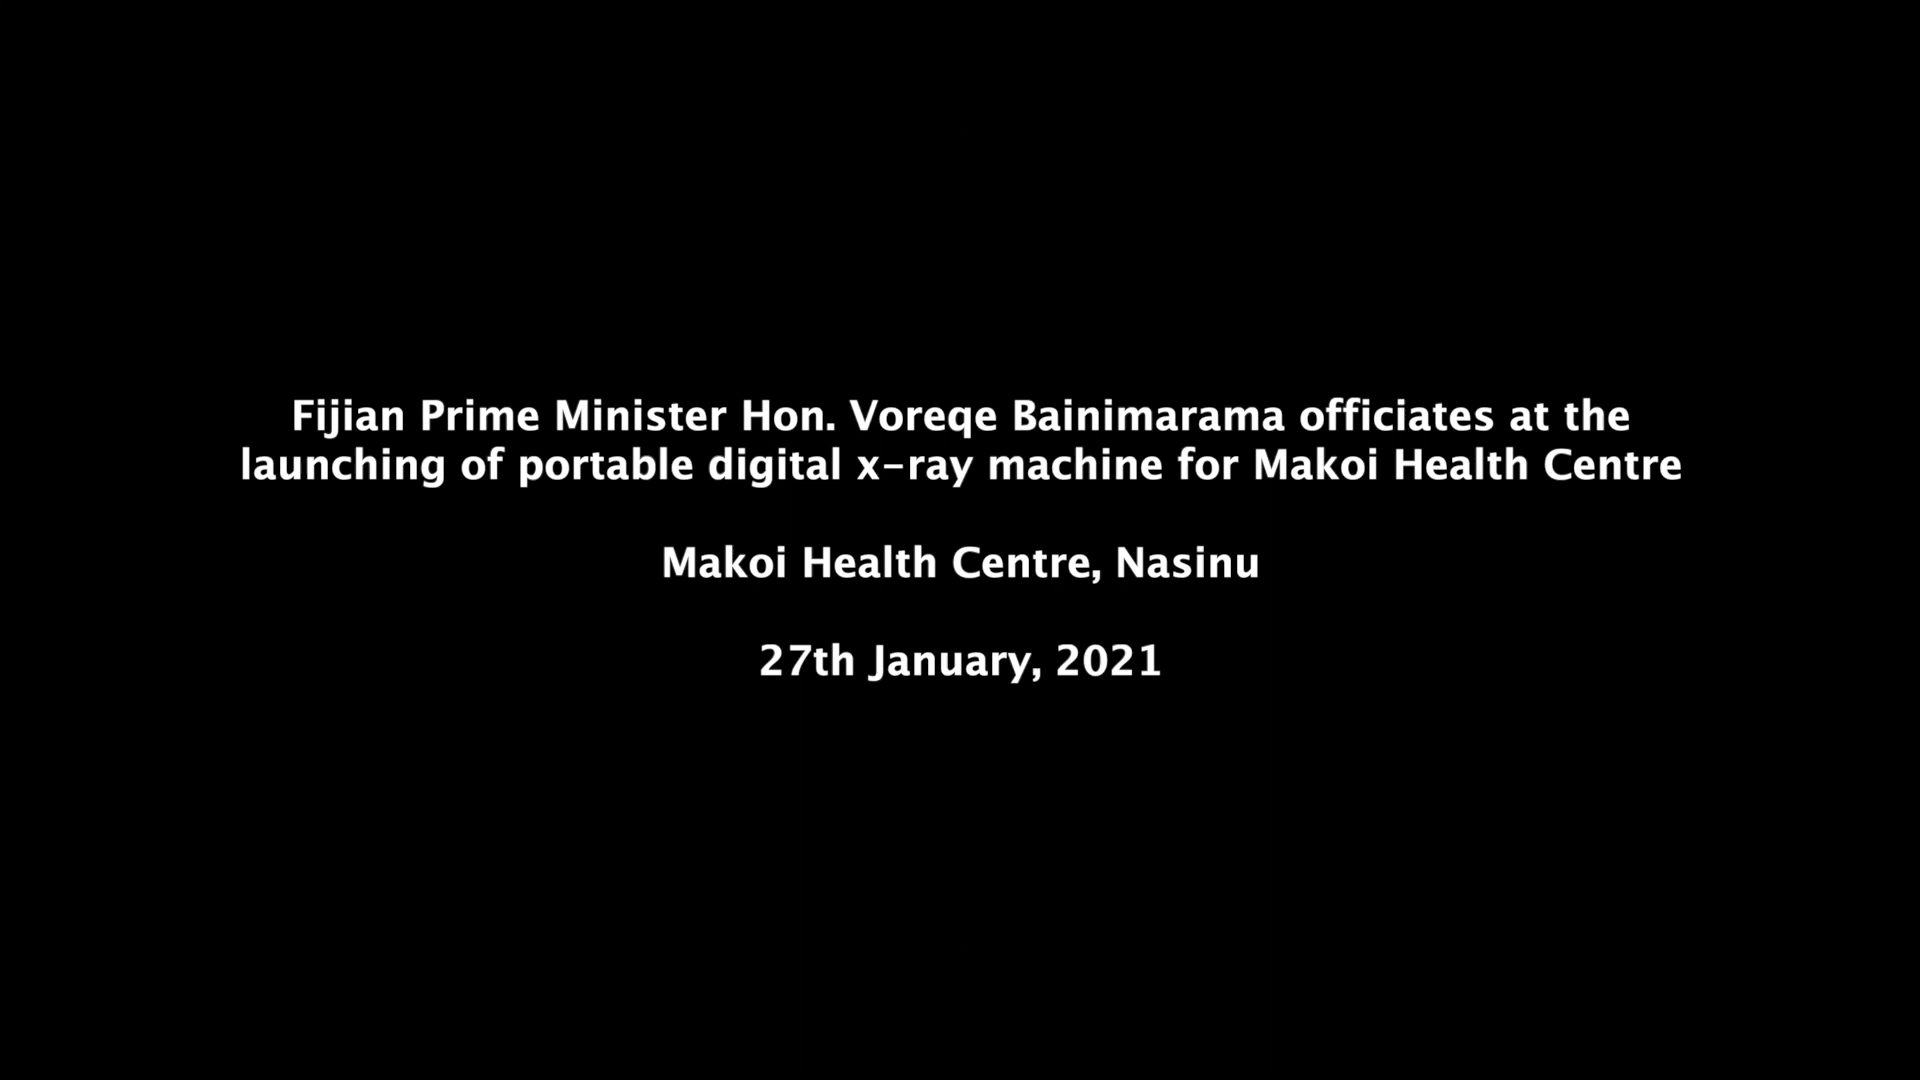 Fijian Prime Minister Hon. Voreqe Bainimarama officiates at the
launching of portable digital x-ray machine for Makoi Health Centre
Makoi Health Centre, Nasinu
27th January, 2021